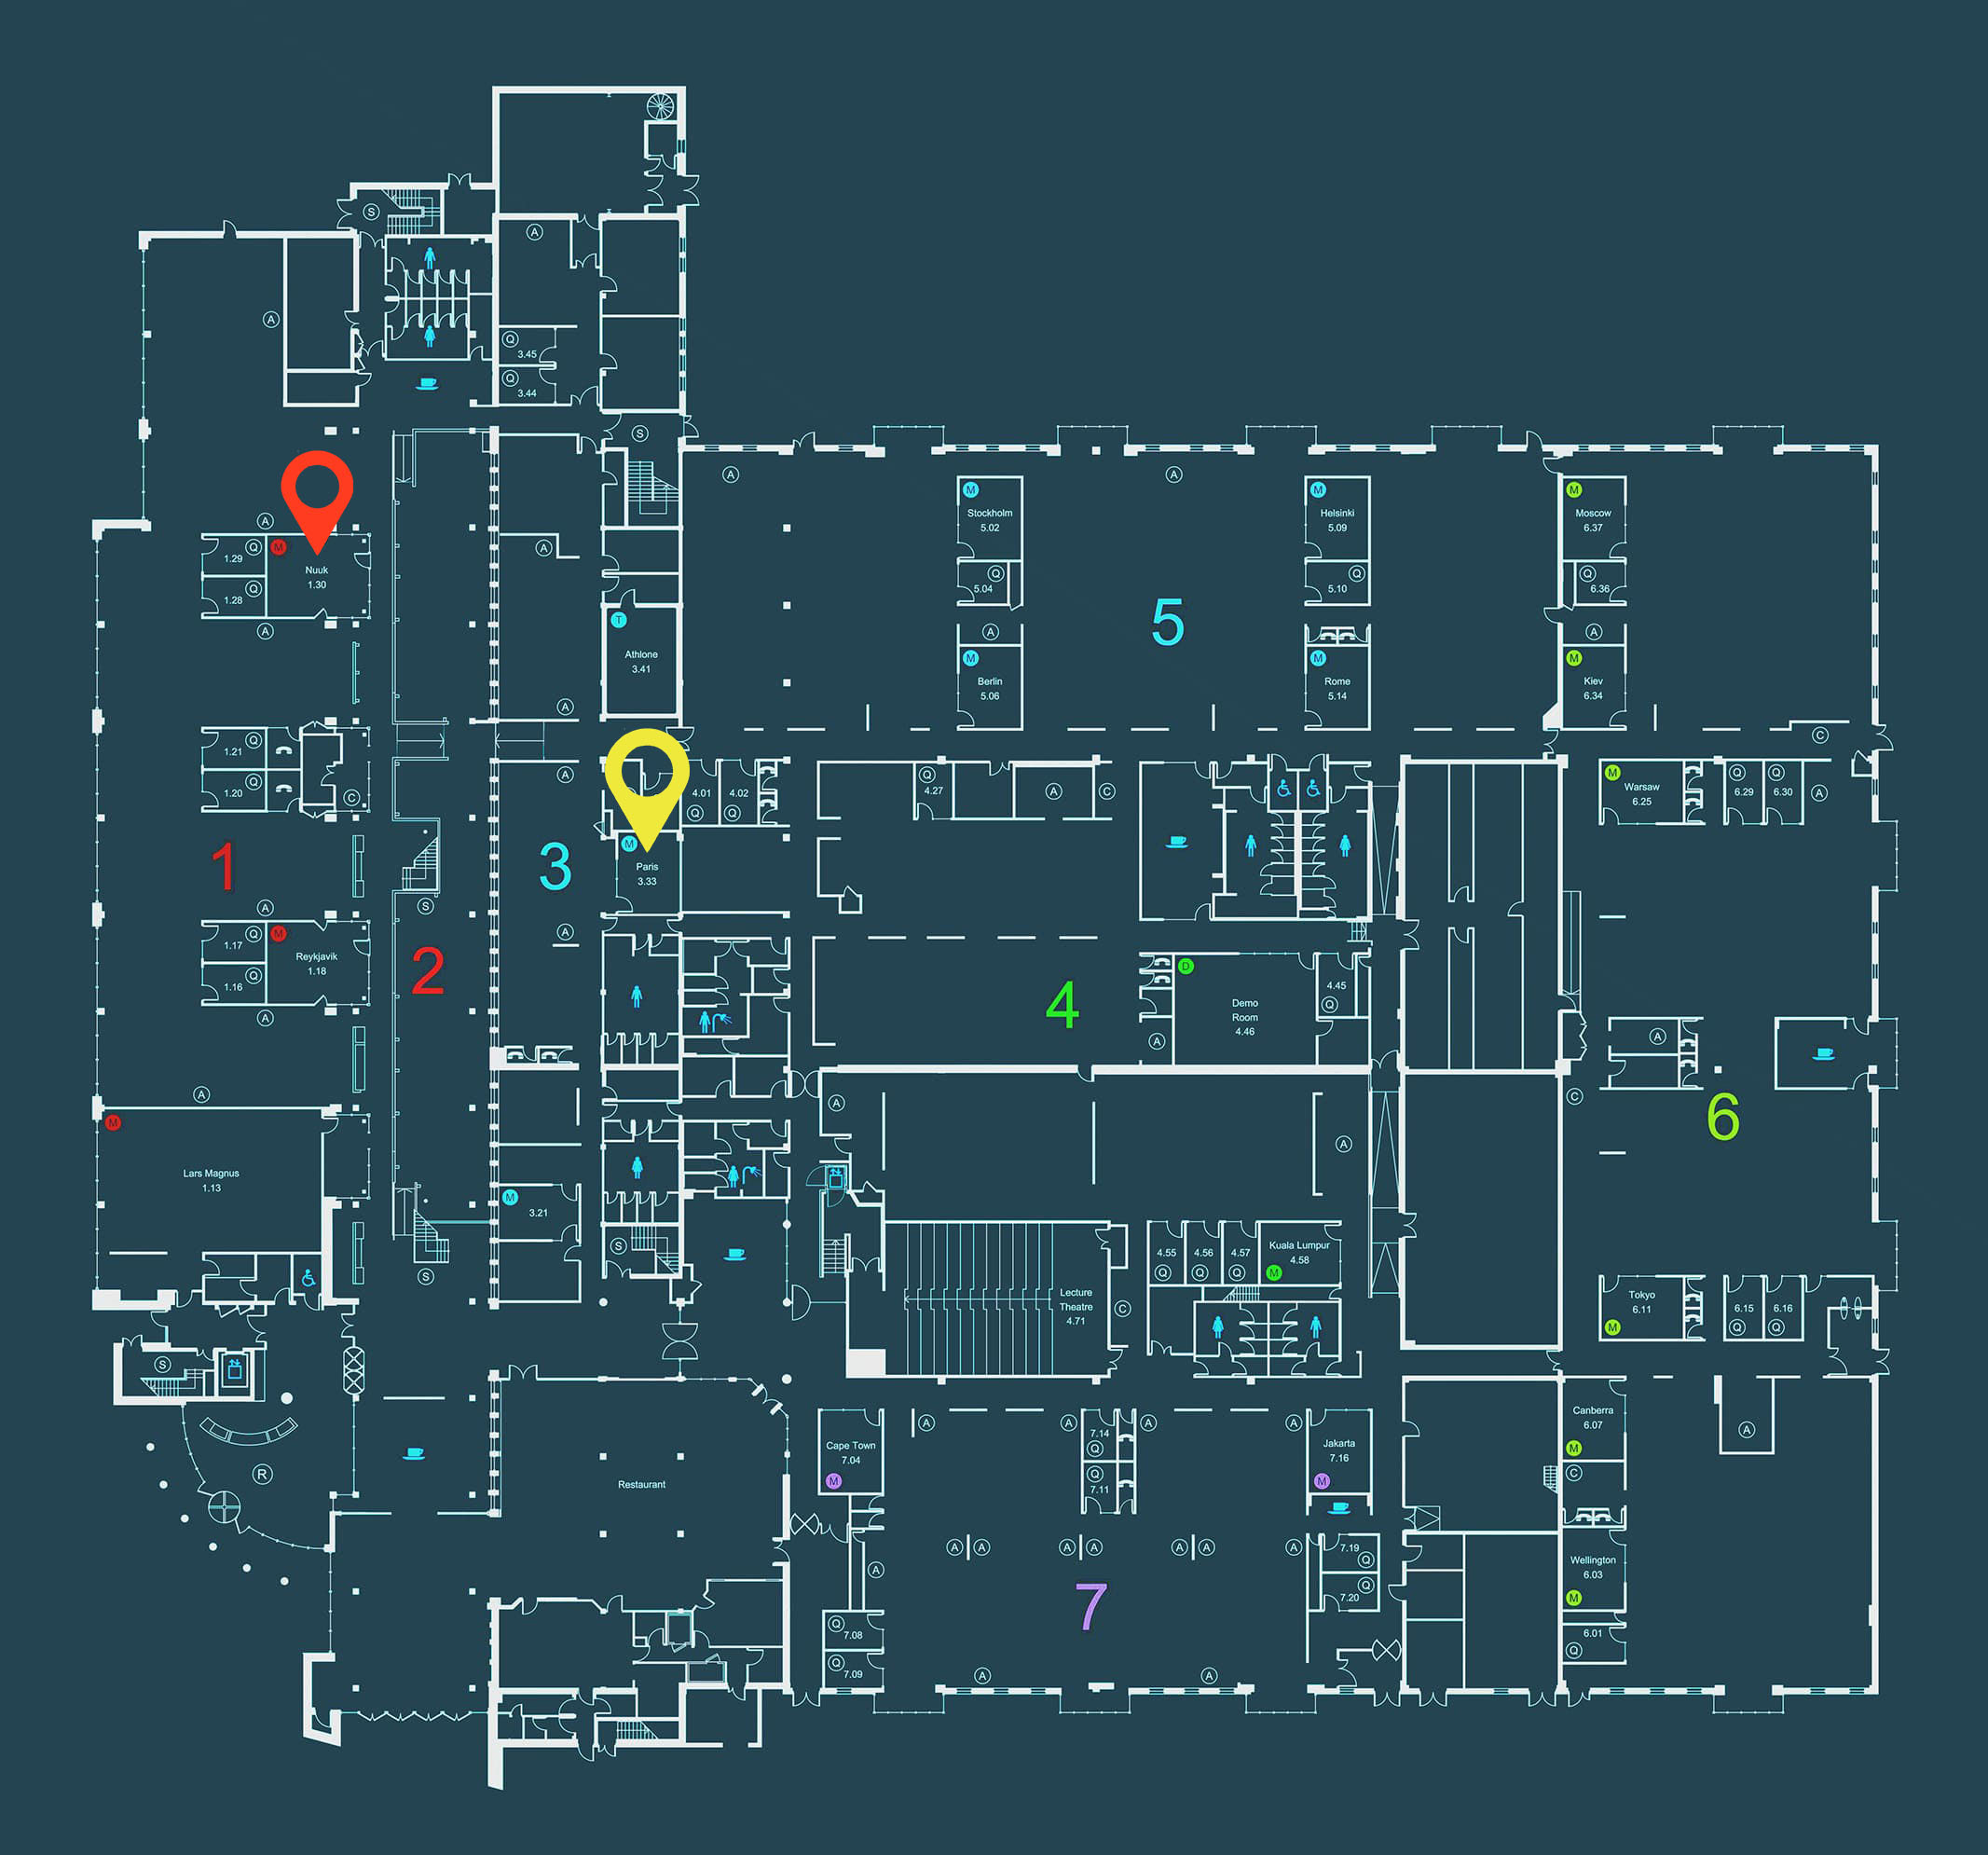 S
A
A
Q
3.45
Q
3.44
S
A
A
M
Stockholm
5.02
M
Helsinki
5.09
M
Moscow
6.37
A
1.29
Q
M
Nuuk
1.30
1.28
Q
A
A
Q
5.04
Q
5.10
Q
6.36
T
Athlone
3.41
5
A
A
M
Berlin
5.06
M
Rome
5.14
M
Kiev
6.34
A
C
1.21
Q
1.20
Q
C
A
4.01
Q
4.02
Q
Q
4.27
A
C
M
Warsaw
6.25
Q
6.29
Q
6.30
A
1
3
M
Paris
3.33
A
S
A
1.17
Q
M
Reykjavik
1.18
1.16
Q
A
2
4
D
Demo
Room
4.46
4.45
Q
A
A
A
C
6
A
A
M
Lars Magnus
1.13
M
3.21
S
S
4.55
Q
4.56
Q
4.57
Q
Kuala Lumpur
4.58
M
Lecture
Theatre
4.71
C
Tokyo
6.11
M
6.15
Q
6.16
Q
S
R
Restaurant
Cape Town
7.04
M
A
A
7.14
Q
Q
7.11
A
A
Jakarta
7.16
M
Canberra
6.07
M
C
A
A
A
A
A
A
A
A
A
7.19
Q
Q
7.20
Wellington
6.03
M
7
Q
7.08
Q
7.09
A
A
6.01
Q